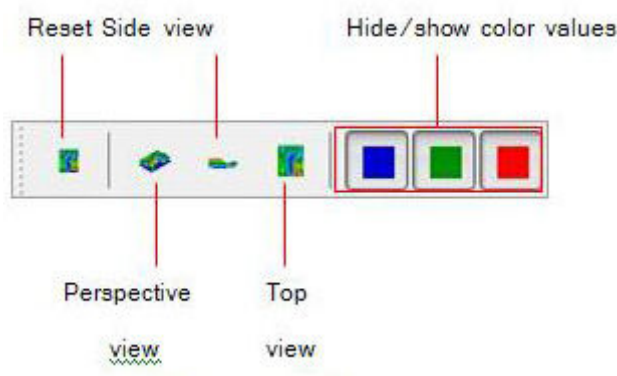 Reset Side view
Hide/show color values
Perspective
view
Top
view